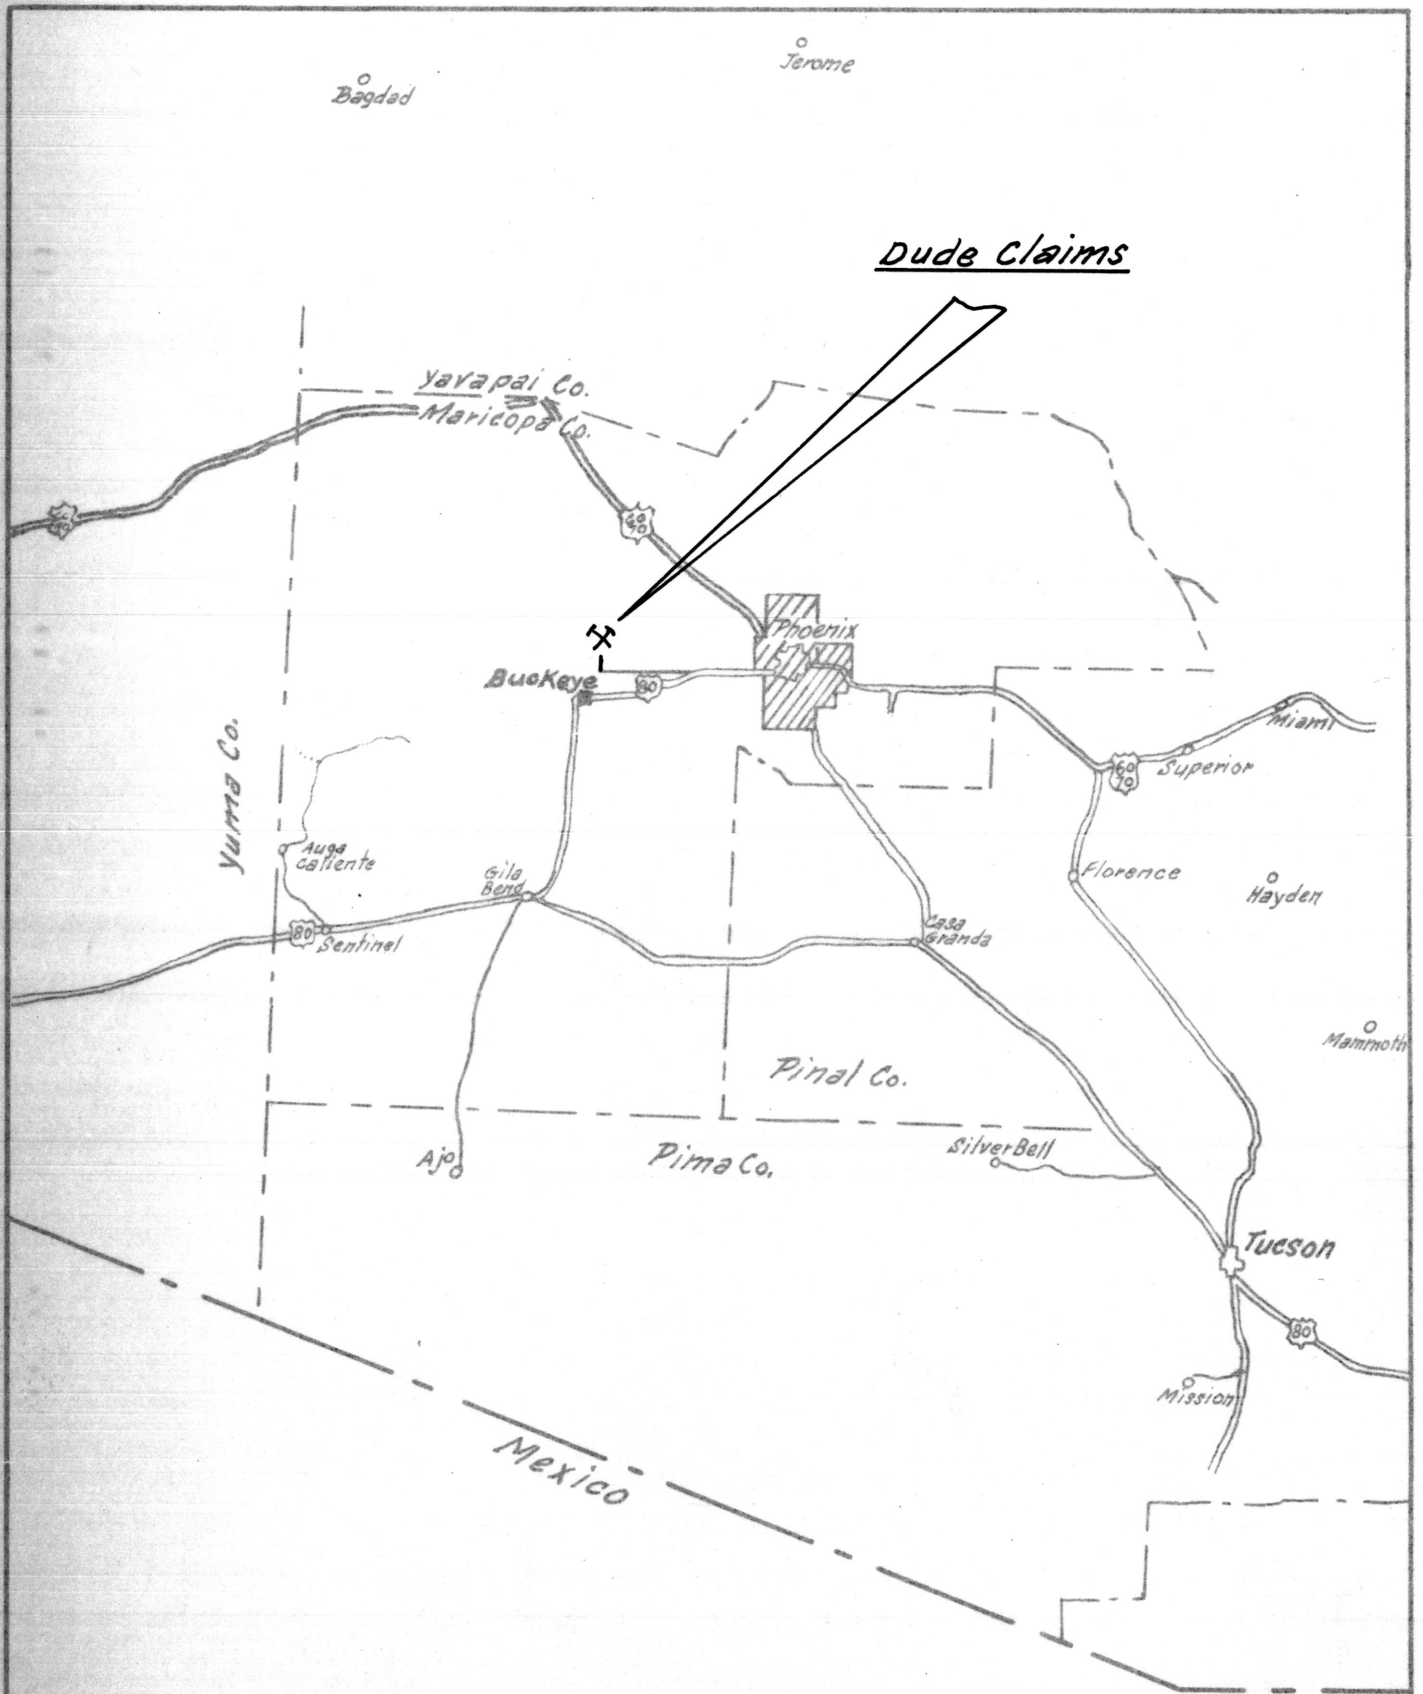 Jerome
Bagdad
Dude Claims
Yavapai Co.
Maricopa Co.
60
70
Phoenix
Buckeye
80
Miami
Superior
60
70
Yuma Co.
Auga
caliente
Gila
Bend
Florence
Hayden
Casa
Granda
80
Sentinel
Mammoth
Pinal Co.
Ajo
Pima Co.
SilverBell
Tucson
80
Mission
Mexico